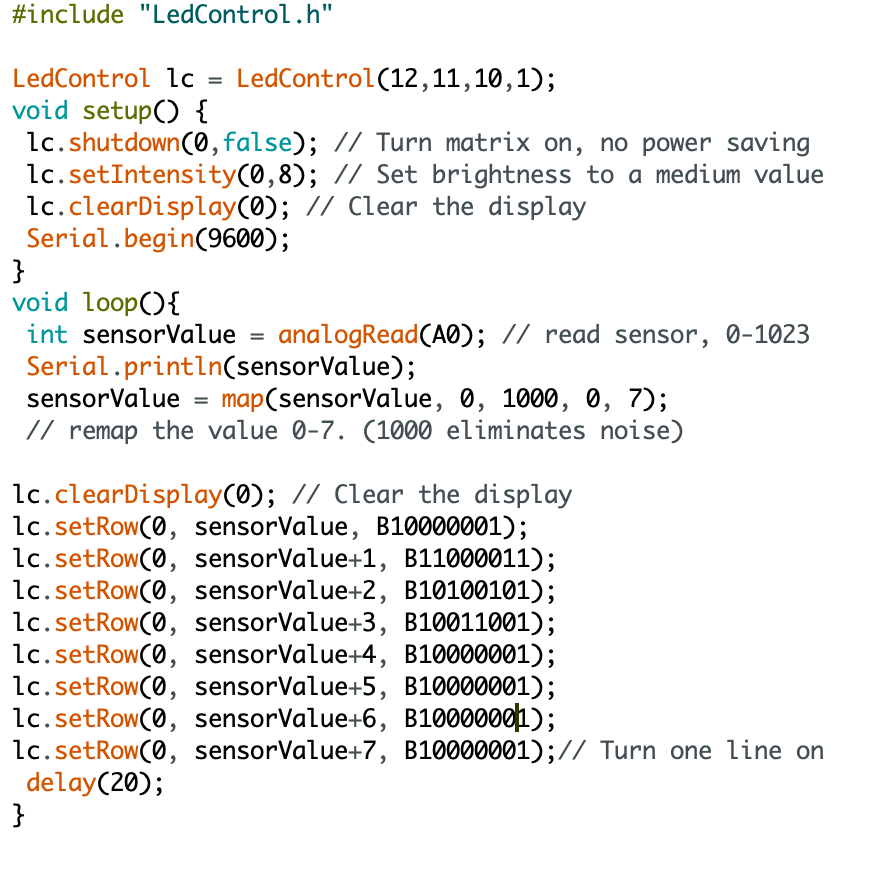 #include "LedControl.h"
LedControl lc = LedControl(12,11,10,1);
void setup() {
lc.shutdown(0,false); // Turn matrix on, no power saving
lc.setIntensity(0,8); // Set brightness to a medium value
lc.clearDisplay(0); // Clear the display
Serial.begin(9600);
}
void loop(){
int sensorValue = analogRead(A0); // read sensor, 0-1023
Serial.println(sensorValue);
sensorValue = map(sensorValue, 0, 1000, 0, 7);
// remap the value 0-7. (1000 eliminates noise)
lc.clearDisplay(0); // Clear the display
lc.setRow(0, sensorValue, B10000001);
lc.setRow(0, sensorValue+1, B11000011);
lc.setRow(0, sensorValue+2, B10100101);
lc.setRow(0, sensorValue+3, B10011001);
lc.setRow(0, sensorValue+4, B10000001);
lc.setRow(0, sensorValue+5, B10000001);
lc.setRow(0, sensorValue+6, B10000001);
lc.setRow(0, sensorValue+7, B10000001);// Turn one line on
delay(20);
}